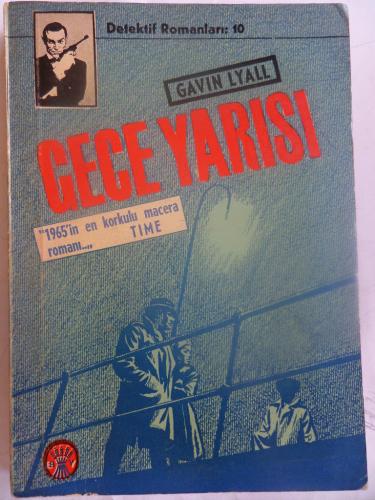 Detektif Romanları: 10
GAVIN LYALL
GECE YARISI
"1965'in en korkulu macera
romanı..." TIME